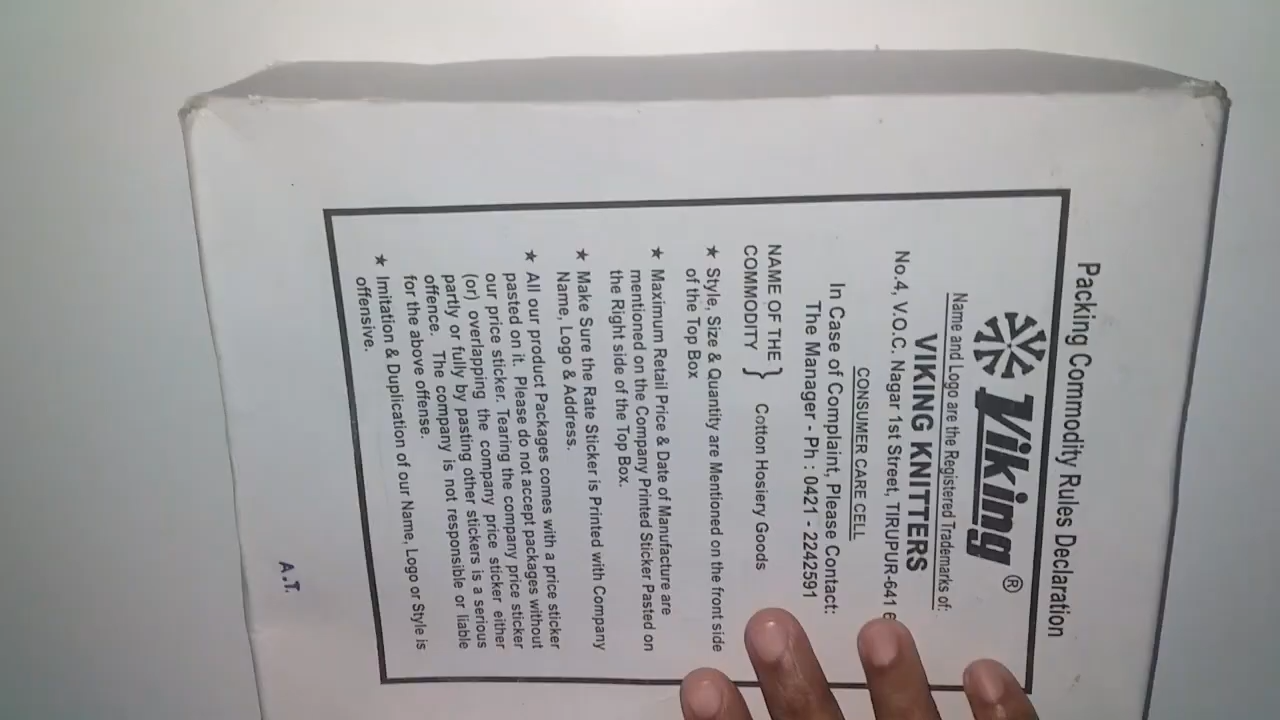 Packing Commodity Rules Declaration
Viking ®
Name and Logo are the Registered Trademarks of:
VIKING KNITTERS
No.4, V.O.C. Nagar 1st Street, TIRUPUR-641 6
CONSUMER CARE CELL
In Case of Complaint, Please Contact:
The Manager - Ph : 0421 - 2242591
NAME OF THE
COMMODITY } Cotton Hosiery Goods
★ Style, Size & Quantity are Mentioned on the front side
of the Top Box
★ Maximum Retail Price & Date of Manufacture are
mentioned on the Company Printed Sticker Pasted on
the Right side of the Top Box.
★ Make Sure the Rate Sticker is Printed with Company
Name, Logo & Address.
★ All our product Packages comes with a price sticker
pasted on it. Please do not accept packages without
our price sticker. Tearing the company price sticker
(or) overlapping the company price sticker either
partly or fully by pasting other stickers is a serious
offence. The company is not responsible or liable
for the above offense.
★ Imitation & Duplication of our Name, Logo or Style is
offensive.
A.T.